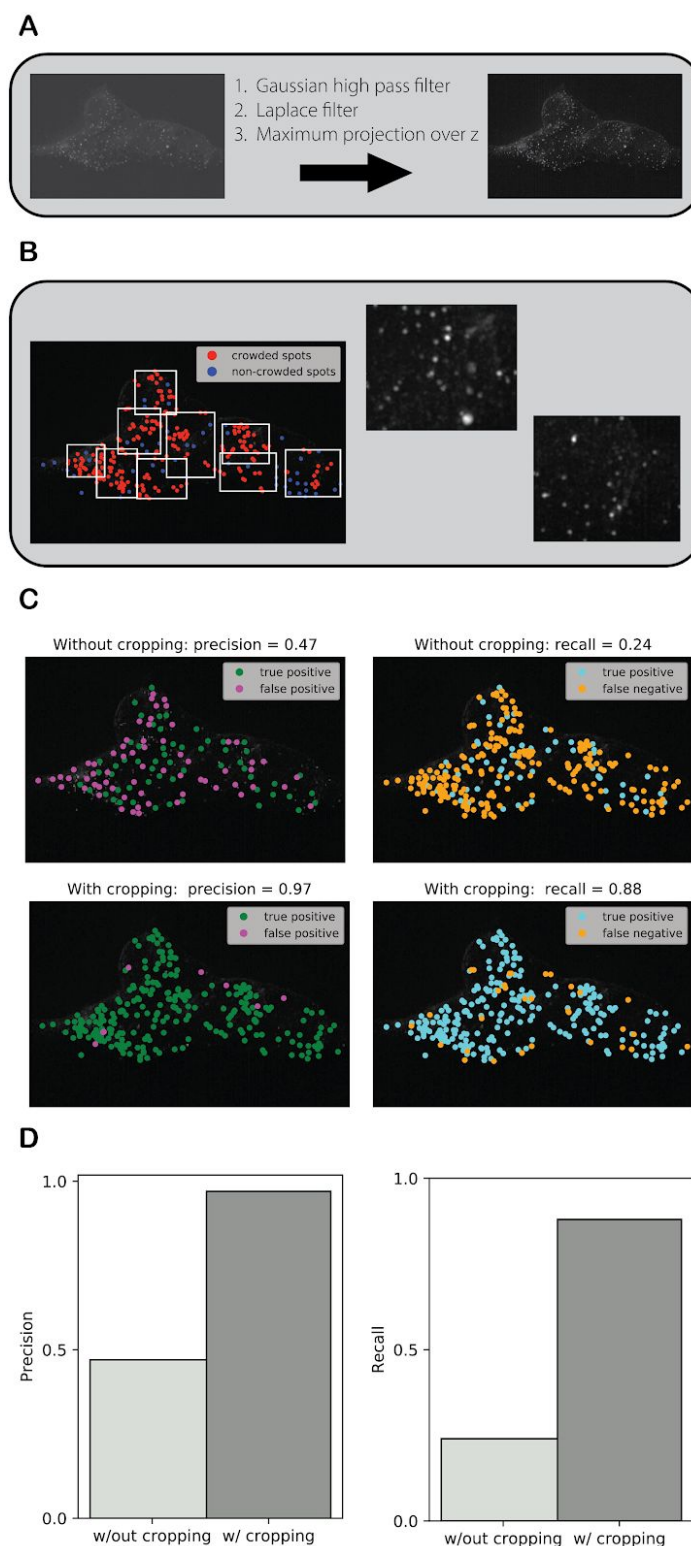 A
1. Gaussian high pass filter
2. Laplace filter
3. Maximum projection over z
B
crowded spots
non-crowded spots
C
Without cropping: precision = 0.47
true positive
false positive
Without cropping: recall = 0.24
true positive
false negative
With cropping:  precision = 0.97
true positive
false positive
With cropping:  recall = 0.88
true positive
false negative
D
1.0
0.5
0.0
Precision
w/out cropping
w/ cropping
1.0
0.5
0.0
Recall
w/out cropping
w/ cropping